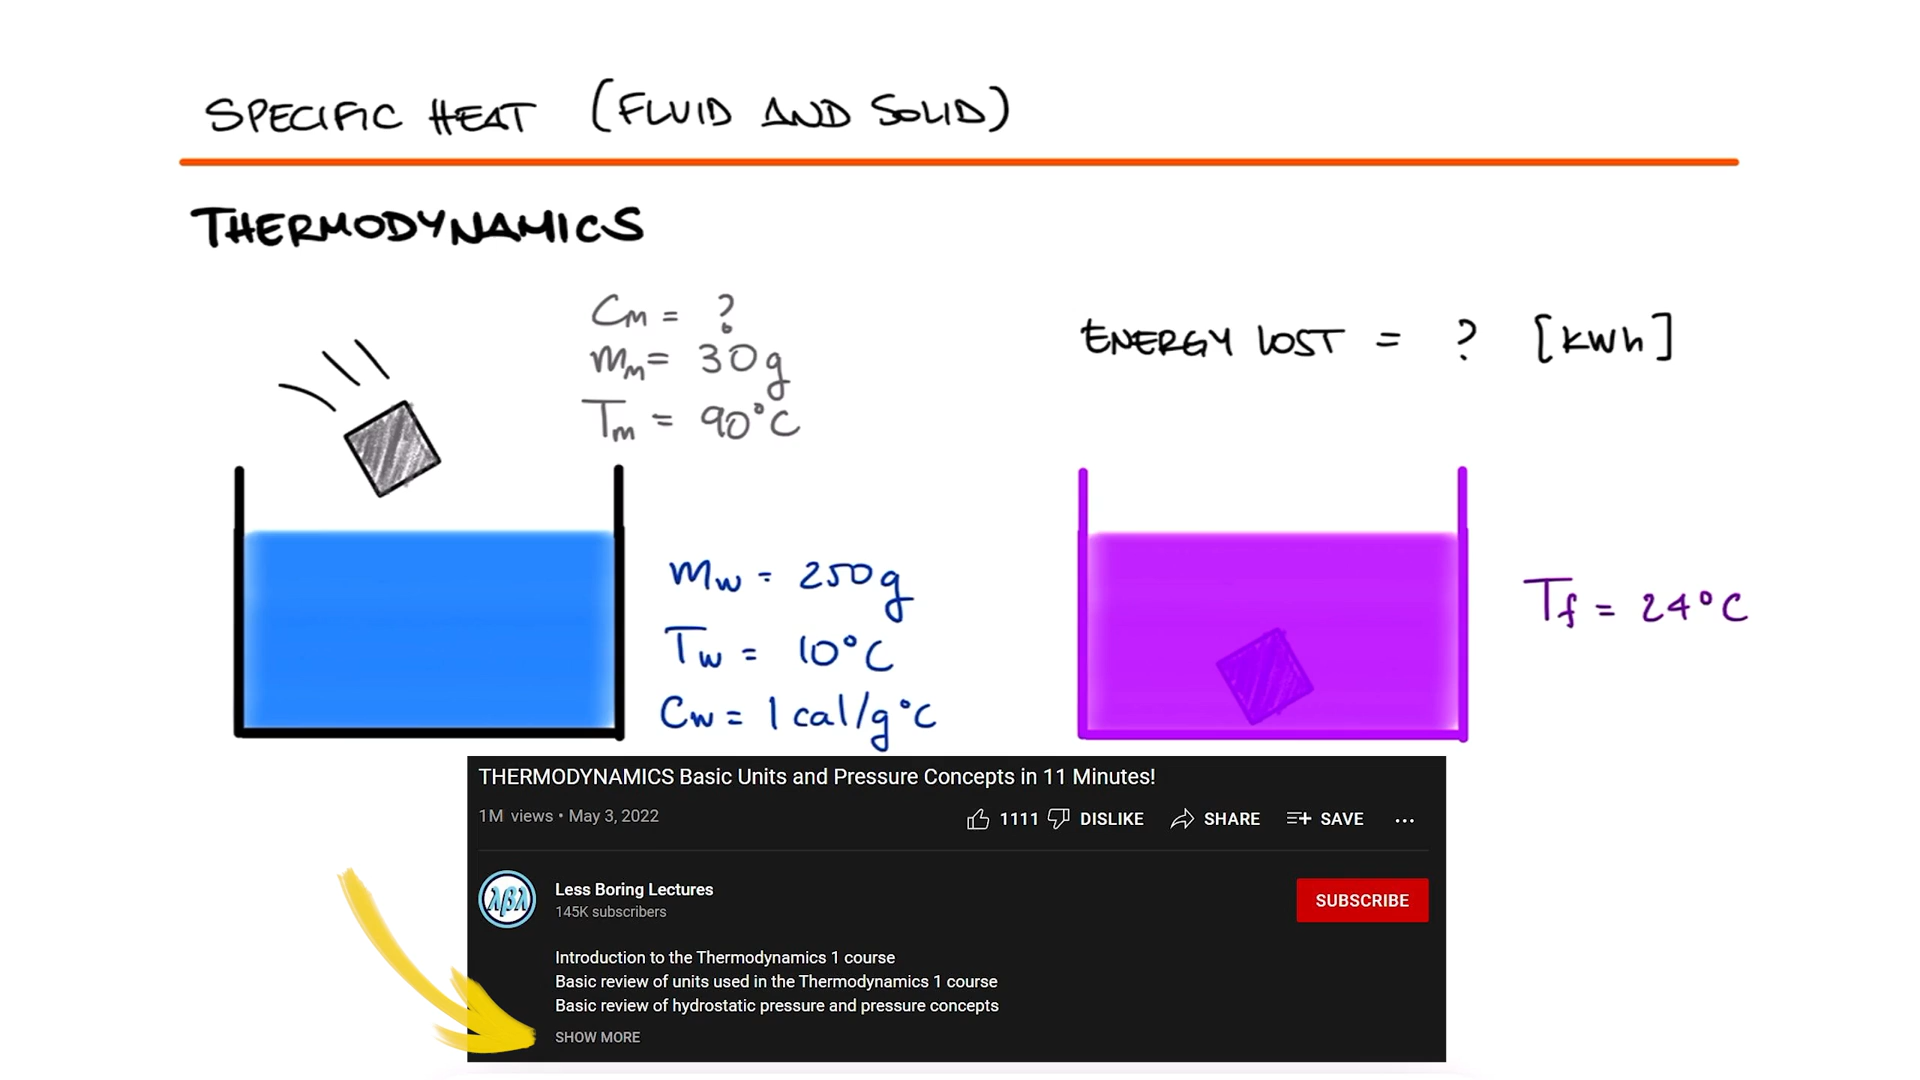 SPECIFIC HEAT (FLUID AND SOLID)
THERMODYNAMICS
Cm = ?
mm = 30g
Tm = 90°C
ENERGY LOST = ? [kWh]
mw = 250g
Tw = 10°C
Cw = 1 cal/g°C
Tf = 24°C
THERMODYNAMICS Basic Units and Pressure Concepts in 11 Minutes!
1M views • May 3, 2022
1111 DISLIKE SHARE SAVE ...
λβλ
Less Boring Lectures
145K subscribers
SUBSCRIBE
Introduction to the Thermodynamics 1 course
Basic review of units used in the Thermodynamics 1 course
Basic review of hydrostatic pressure and pressure concepts
SHOW MORE